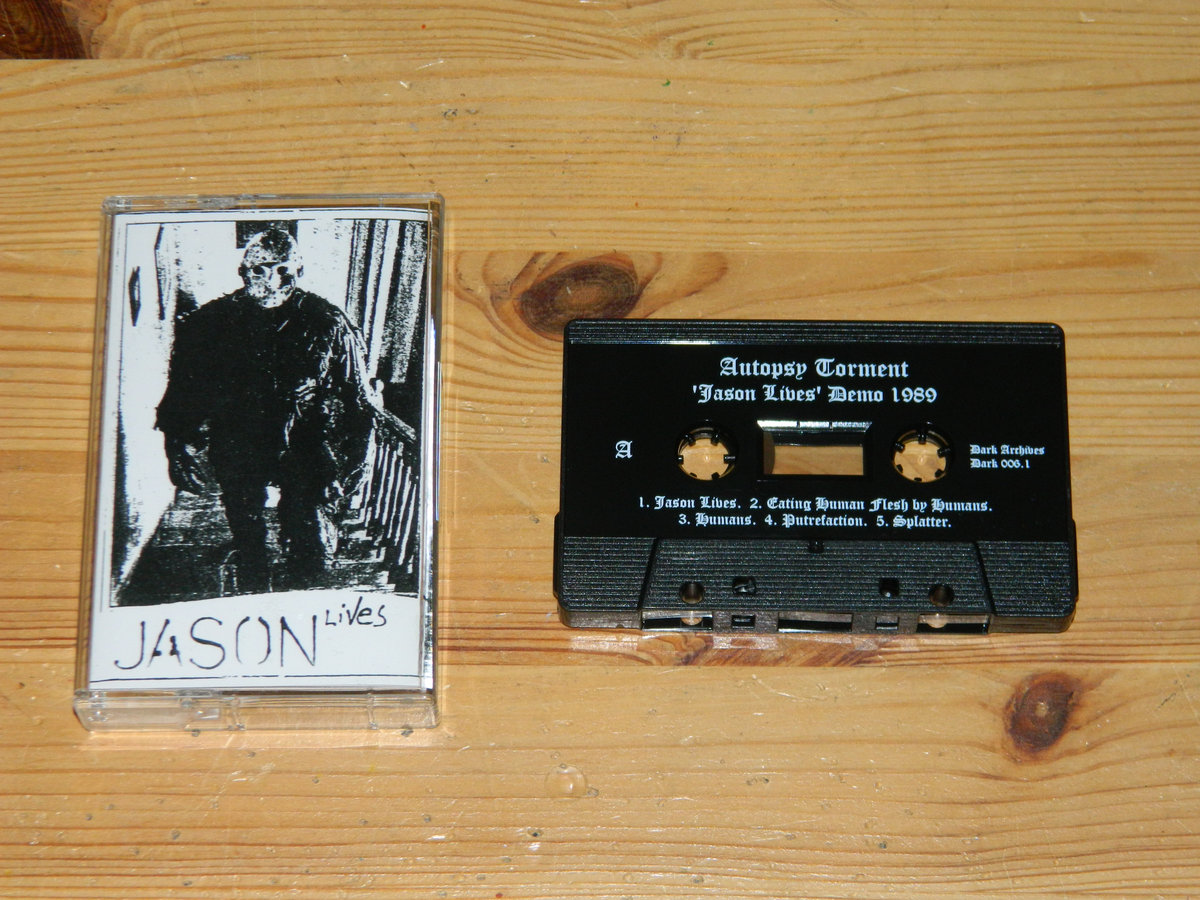 JASON LIVES
Autopsy Torment
'Jason Lives' Demo 1989
A
Dark Archives
Dark 006.1
1. Jason Lives. 2. Eating Human Flesh by Humans.
3. Humans. 4. Putrefaction. 5. Splatter.